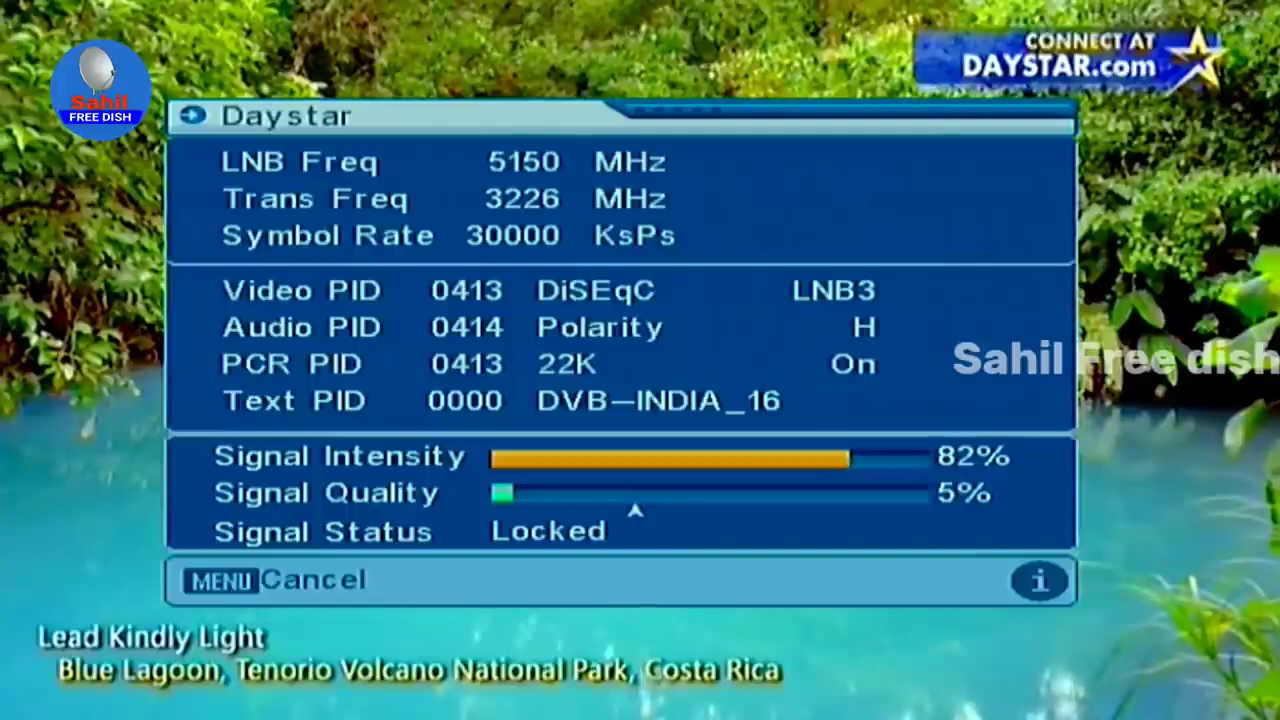 CONNECT AT
DAYSTAR.com
Sahil
FREE DISH
Daystar
LNB Freq 5150 MHz
Trans Freq 3226 MHz
Symbol Rate 30000 KsPs
Video PID 0413 DiSEqC LNB3
Audio PID 0414 Polarity H
PCR PID 0413 22K On
Sahil Free dish
Text PID 0000 DVB-INDIA_16
Signal Intensity 82%
Signal Quality 5%
Signal Status Locked
MENU Cancel i
Lead Kindly Light
Blue Lagoon, Tenorio Volcano National Park, Costa Rica